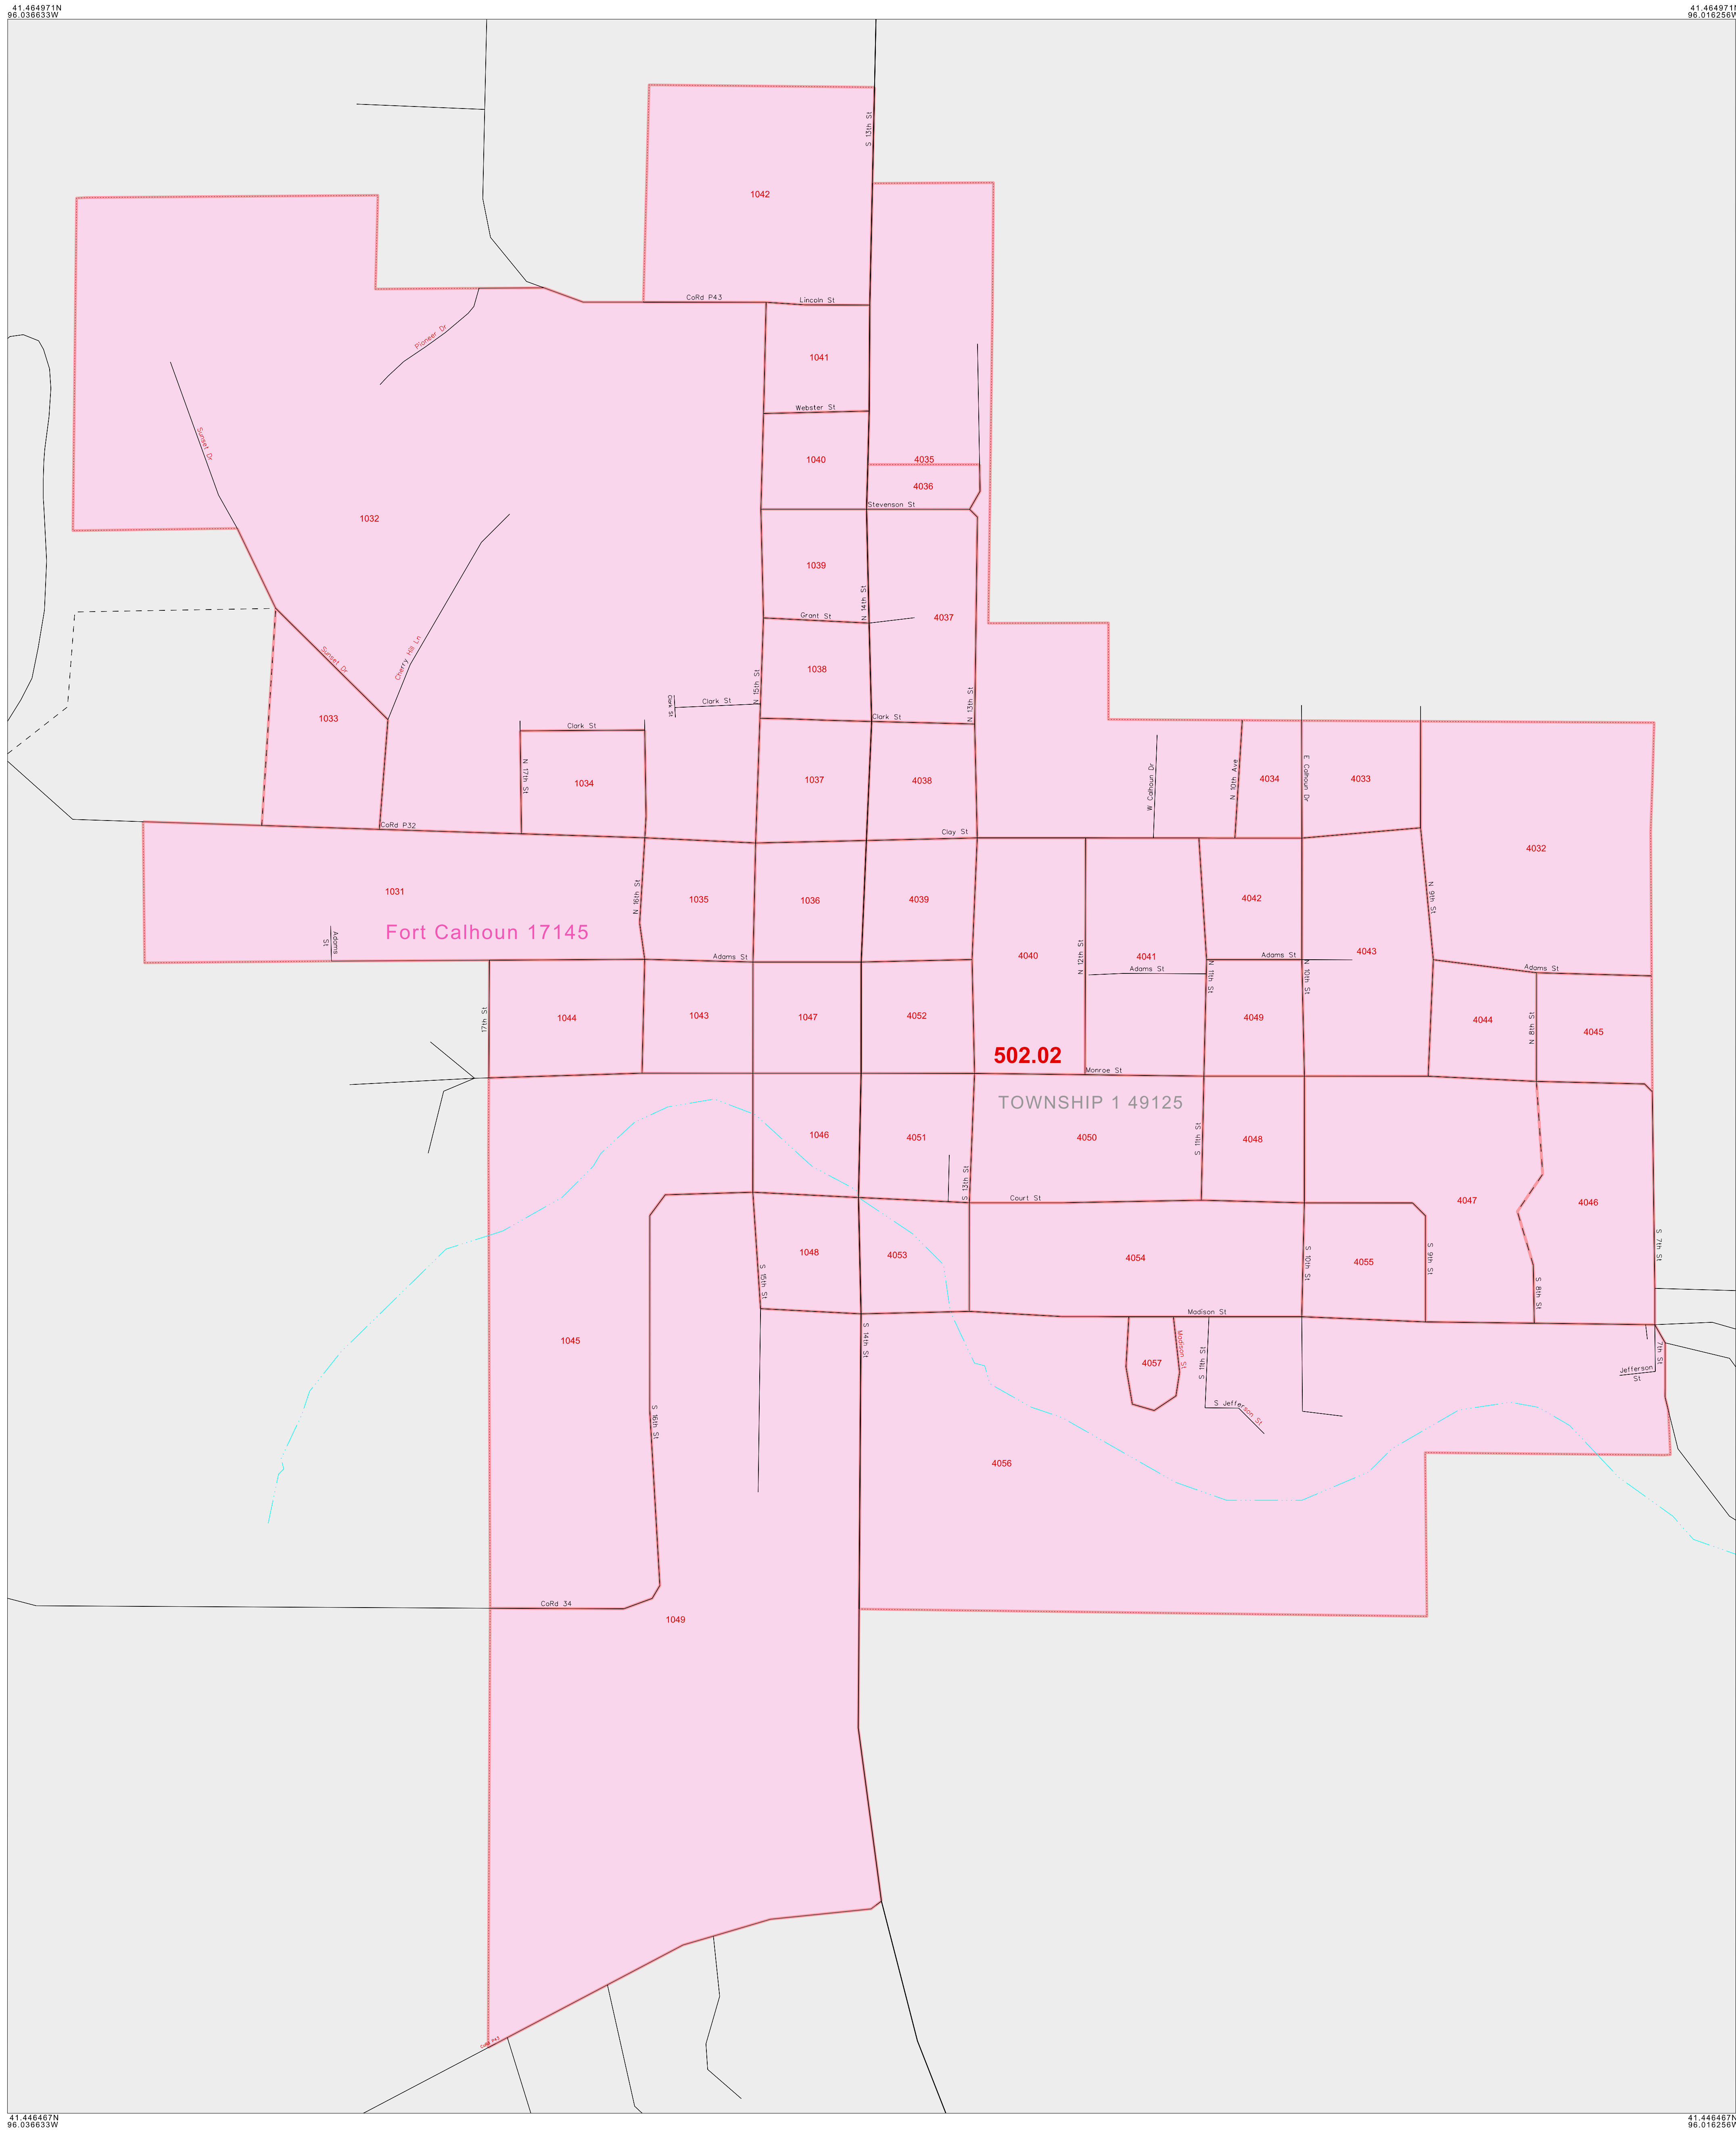 41.464971N
96.036633W
41.464971N
96.016256W
S 13th St
1042
CoRd P43
Lincoln St
Pioneer Dr
1041
Webster St
Sunset Dr
1040
4035
4036
Stevenson St
1032
1039
N 14th St
Grant St
4037
Sunset Dr
Cherry Hill Ln
1038
N 15th St
Clark St
Clark St
N 13th St
1033
Clark St
Clark St
N 17th St
1034
1037
4038
W Calhoun Dr
N 10th Ave
4034
E Calhoun Dr
4033
CoRd P32
Clay St
4032
1031
N 16th St
1035
1036
4039
4042
N 9th St
Fort Calhoun 17145
Adams
St
Adams St
4040
N 12th St
4041
Adams St
Adams St
N 11th St
N 10th St
4043
Adams St
17th St
1044
1043
1047
4052
4049
4044
N 8th St
4045
502.02
Monroe St
TOWNSHIP 1 49125
1046
4051
4050
S 11th St
4048
S 13th St
Court St
4047
4046
1048
4053
4054
S 10th St
4055
S 9th St
S 7th St
S 15th St
S 8th St
Madison St
1045
S 14th St
4057
Madison St
S 11th St
7th St
Jefferson
St
S Jefferson St
S 16th St
4056
CoRd 34
1049
CoRd P43
41.446467N
96.036633W
41.446467N
96.016256W